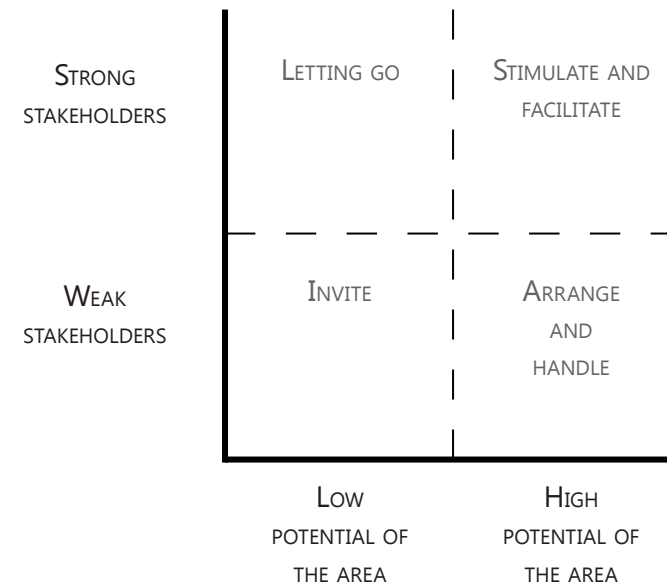 Strong
stakeholders
Letting go
Stimulate and
facilitate
Weak
stakeholders
Invite
Arrange
and
handle
Low
potential of
the area
High
potential of
the area